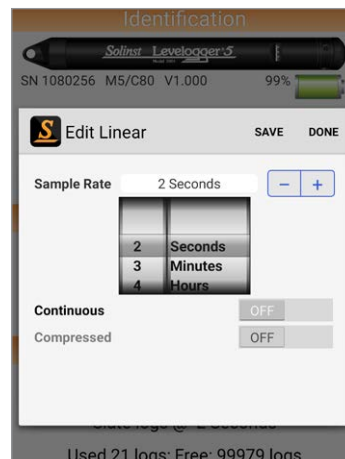 Identification
Solinst Levelogger 5
SN 1080256 M5/C80 V1.000 99%
S Edit Linear SAVE DONE
Sample Rate 2 Seconds - +
2 Seconds
3 Minutes
4 Hours
Continuous OFF
Compressed OFF
Used 21 logs; Free: 99979 logs